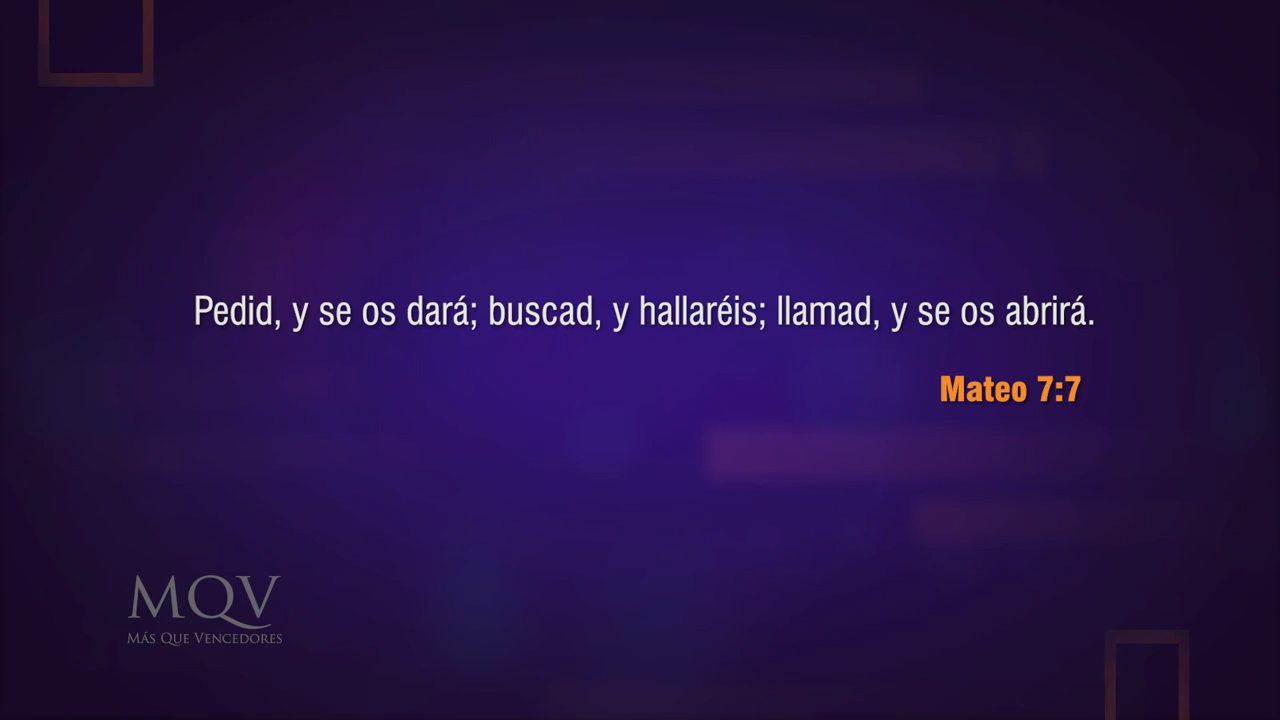 Pedid, y se os dará; buscad, y hallaréis; llamad, y se os abrirá.
Mateo 7:7
MQV
MÁS QUE VENCEDORES